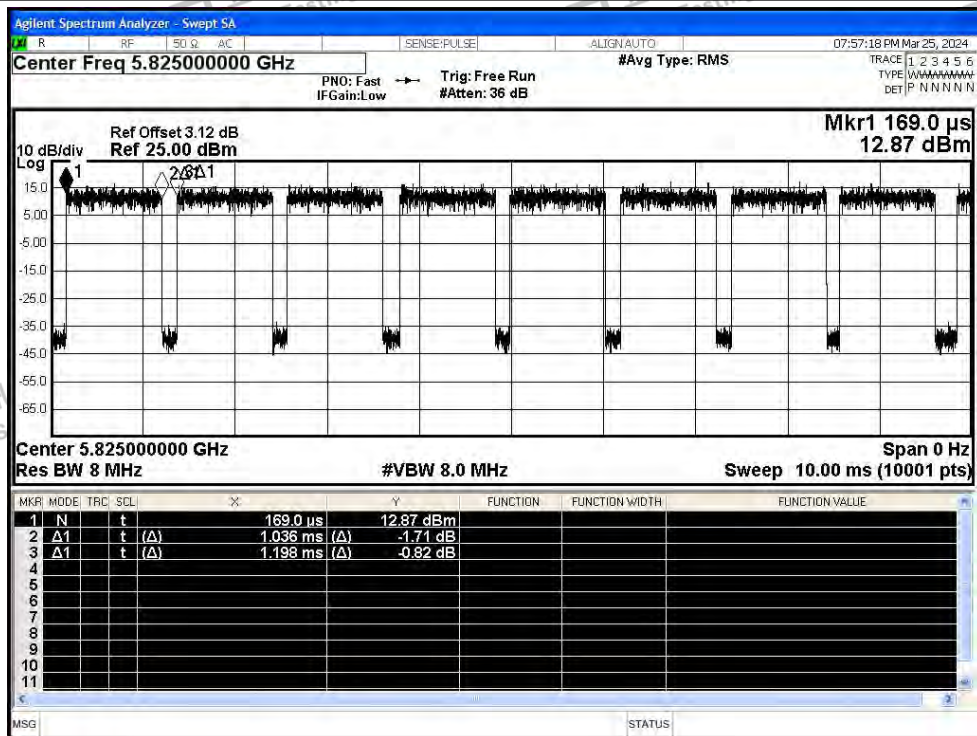 Agilent Spectrum Analyzer - Swept SA
R RF 50 Ω AC SENSE:PULSE ALIGN AUTO 07:57:18 PM Mar 25, 2024
Center Freq 5.825000000 GHz #Avg Type: RMS TRACE 1 2 3 4 5 6
PNO: Fast Trig: Free Run TYPE
IFGain:Low #Atten: 36 dB DET P N N N N N
Mkr1 169.0 µs
Ref Offset 3.12 dB
10 dB/div Ref 25.00 dBm 12.87 dBm
Log
1
15.0
5.00
-5.00
-15.0
-25.0
-35.0
-45.0
-55.0
-65.0
Center 5.825000000 GHz Span 0 Hz
Res BW 8 MHz #VBW 8.0 MHz Sweep 10.00 ms (10001 pts)
MKR MODE TRC SCL X Y FUNCTION FUNCTION WIDTH FUNCTION VALUE
1 N t 169.0 µs 12.87 dBm
2 Δ1 t (Δ) 1.036 ms (Δ) -1.71 dB
3 Δ1 t (Δ) 1.198 ms (Δ) -0.82 dB
4
5
6
7
8
9
10
11
MSG STATUS